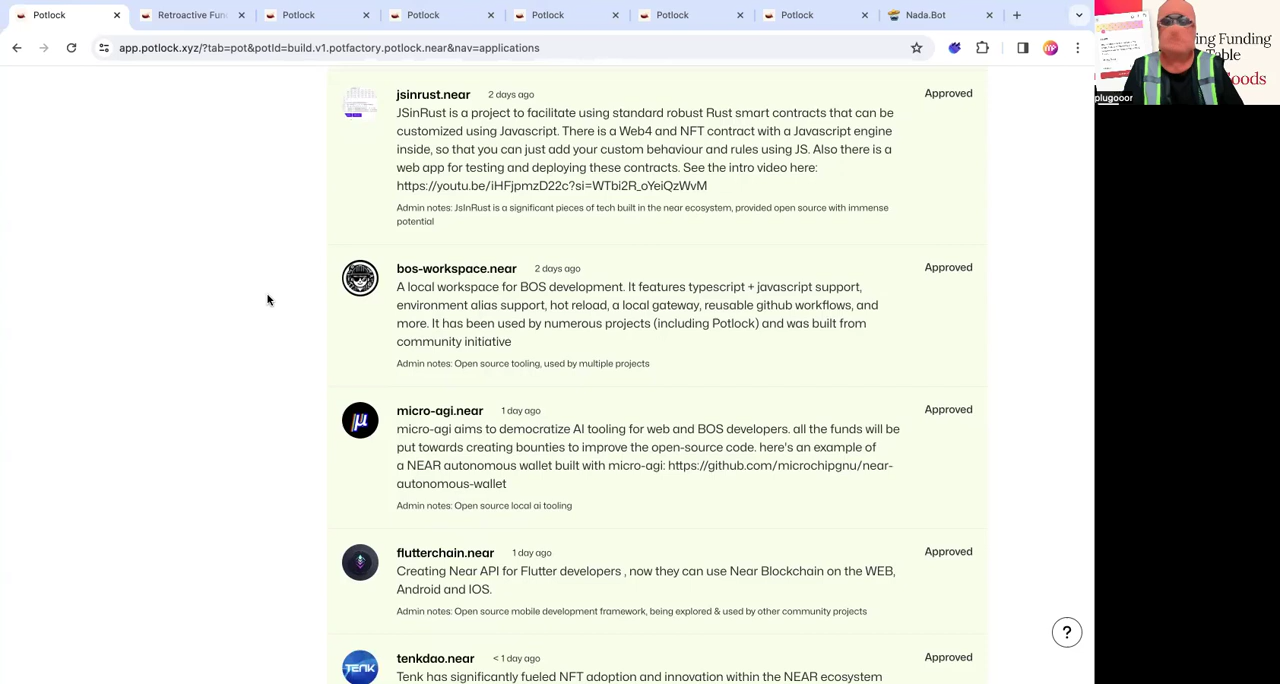 Potlock
Retroactive Fun
Potlock
Potlock
Potlock
Potlock
Potlock
Nada.Bot
app.potlock.xyz/?tab=pot&potId=build.v1.potfactory.potlock.near&nav=applications
jsinrust.near 2 days ago Approved
JSinRust is a project to facilitate using standard robust Rust smart contracts that can be
customized using Javascript. There is a Web4 and NFT contract with a Javascript engine
inside, so that you can just add your custom behaviour and rules using JS. Also there is a
web app for testing and deploying these contracts. See the intro video here:
https://youtu.be/iHFjpmzD22c?si=WTbi2R_oYeiQzWvM
Admin notes: JsInRust is a significant pieces of tech built in the near ecosystem, provided open source with immense
potential
bos-workspace.near 2 days ago Approved
A local workspace for BOS development. It features typescript + javascript support,
environment alias support, hot reload, a local gateway, reusable github workflows, and
more. It has been used by numerous projects (including Potlock) and was built from
community initiative
Admin notes: Open source tooling, used by multiple projects
μ
micro-agi.near 1 day ago Approved
micro-agi aims to democratize AI tooling for web and BOS developers. all the funds will be
put towards creating bounties to improve the open-source code. here's an example of
a NEAR autonomous wallet built with micro-agi: https://github.com/microchipgnu/near-
autonomous-wallet
Admin notes: Open source local ai tooling
flutterchain.near 1 day ago Approved
Creating Near API for Flutter developers , now they can use Near Blockchain on the WEB,
Android and IOS.
Admin notes: Open source mobile development framework, being explored & used by other community projects
TENK
tenkdao.near < 1 day ago Approved
Tenk has significantly fueled NFT adoption and innovation within the NEAR ecosystem
?
mp
ing Funding
Table
Goods
plugooor